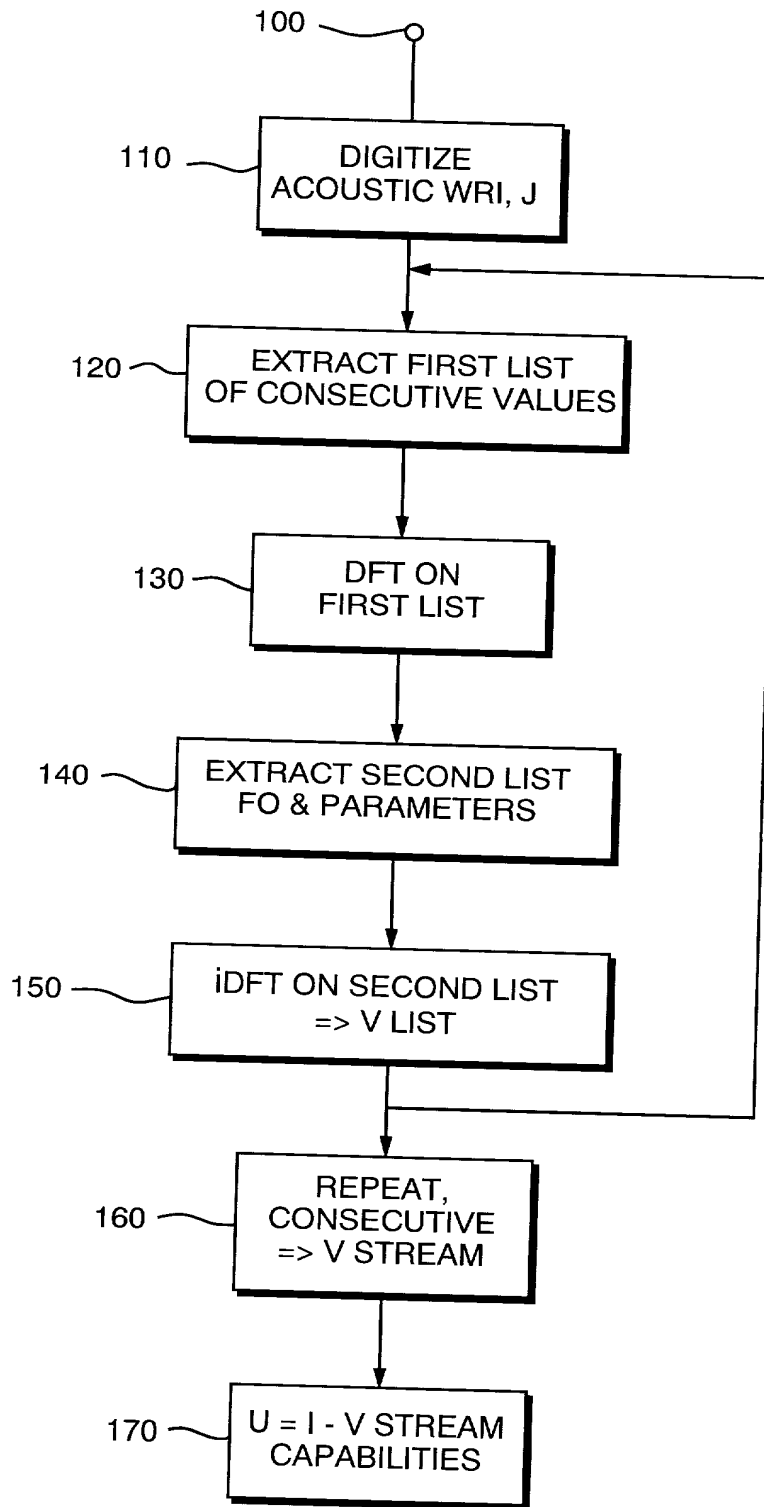 100
110
DIGITIZE
ACOUSTIC WRI, J
120
EXTRACT FIRST LIST
OF CONSECUTIVE VALUES
130
DFT ON
FIRST LIST
140
EXTRACT SECOND LIST
FO & PARAMETERS
150
iDFT ON SECOND LIST
=> V LIST
160
REPEAT,
CONSECUTIVE
=> V STREAM
170
U = I - V STREAM
CAPABILITIES